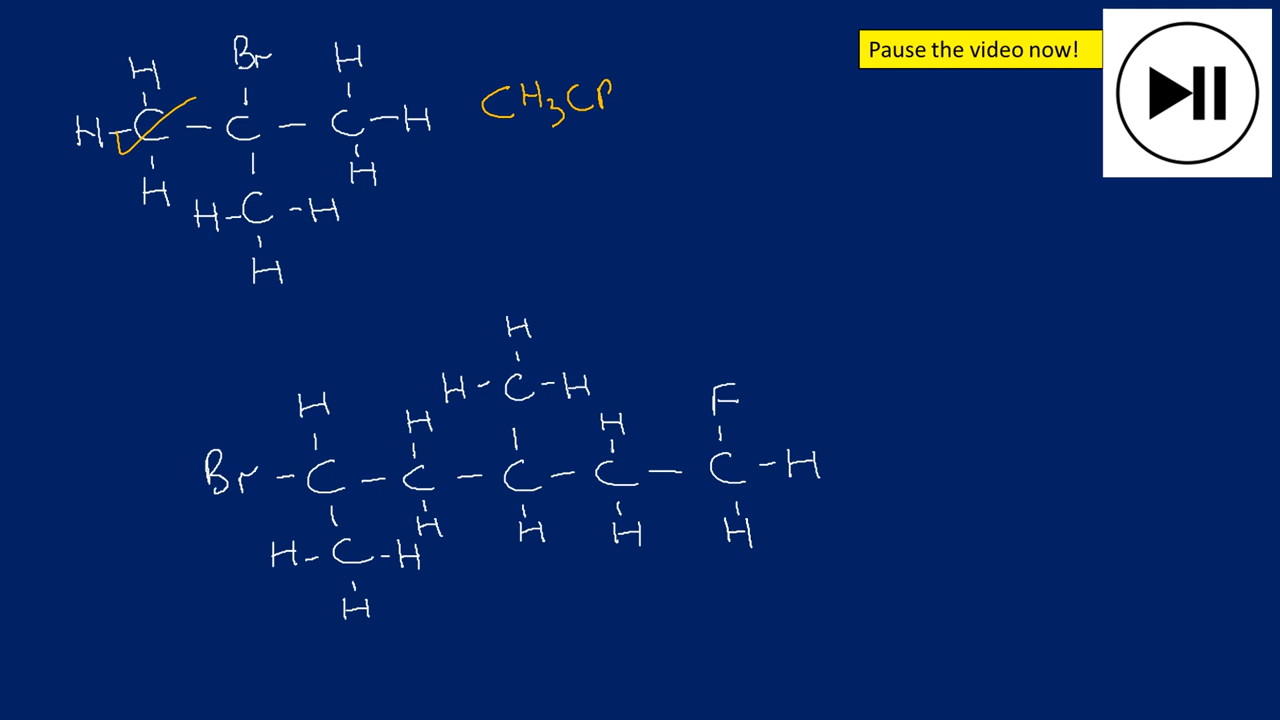 Pause the video now!
H Br H
CH3CP
H - C - C - C - H
H H
H - C - H
H
H
H - C - H
H H H F
Br - C - C - C - C - C - H
H H H H
H - C - H
H